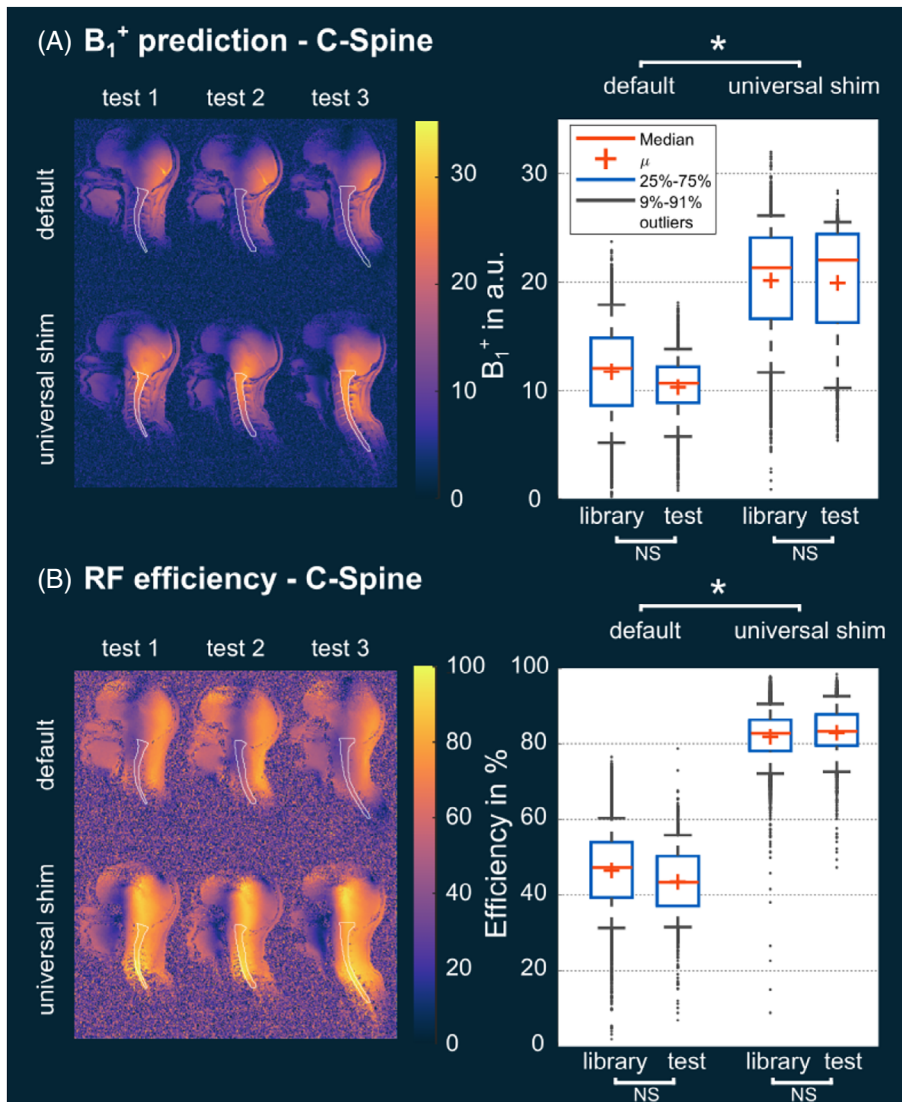 (A) B₁⁺ prediction - C-Spine
*
default universal shim
test 1 test 2 test 3
default
universal shim
30
20
10
0
B₁⁺ in a.u.
30
20
10
0
Median
μ
25%-75%
9%-91%
outliers
library test library test
NS NS
(B) RF efficiency - C-Spine
*
default universal shim
test 1 test 2 test 3
default
universal shim
100
80
60
40
20
0
Efficiency in %
100
80
60
40
20
0
library test library test
NS NS